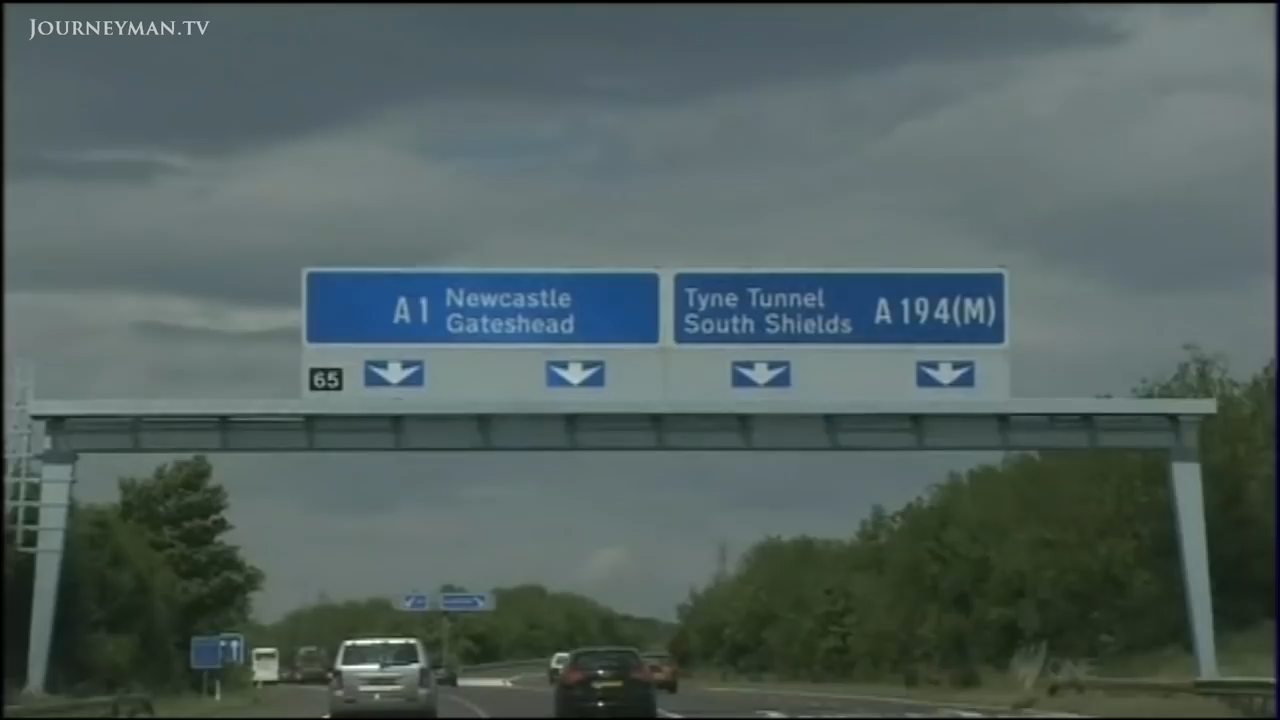 JOURNEYMAN.TV
A1 Newcastle
Gateshead
Tyne Tunnel
South Shields A194(M)
65